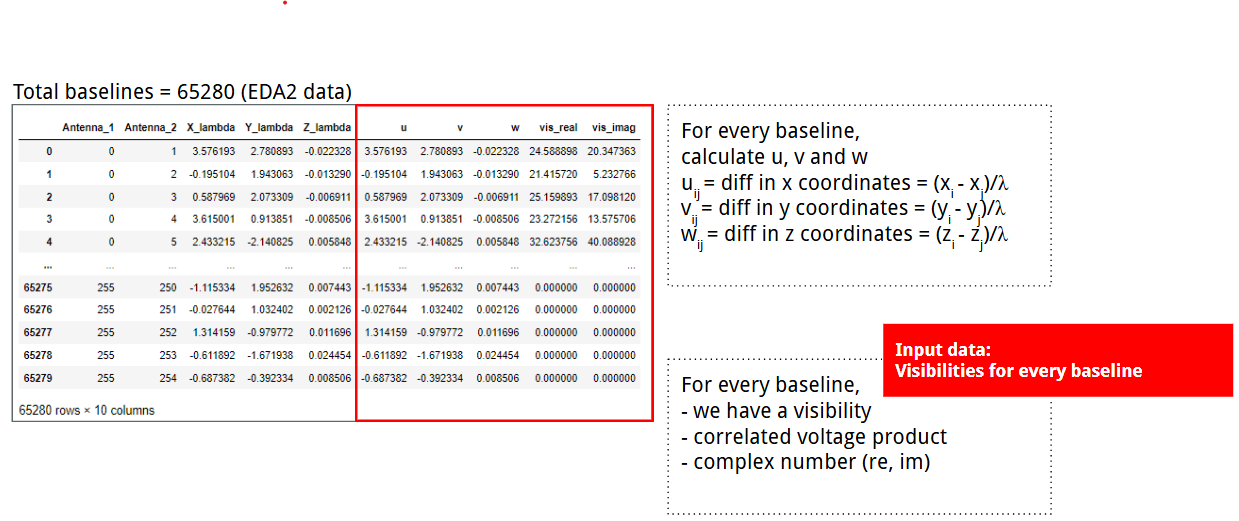 Total baselines = 65280 (EDA2 data)
Antenna_1 Antenna_2 X_lambda Y_lambda Z_lambda u v w vis_real vis_imag
0 0 1 3.576193 2.780893 -0.022328 3.576193 2.780893 -0.022328 24.588898 20.347363
1 0 2 -0.195104 1.943063 -0.013290 -0.195104 1.943063 -0.013290 21.415720 5.232766
2 0 3 0.587969 2.073309 -0.006911 0.587969 2.073309 -0.006911 25.159893 17.098120
3 0 4 3.615001 0.913851 -0.008506 3.615001 0.913851 -0.008506 23.272156 13.575706
4 0 5 2.433215 -2.140825 0.005848 2.433215 -2.140825 0.005848 32.623756 40.088928
... ... ... ... ... ... ... ... ... ... ...
65275 255 250 -1.115334 1.952632 0.007443 -1.115334 1.952632 0.007443 0.000000 0.000000
65276 255 251 -0.027644 1.032402 0.002126 -0.027644 1.032402 0.002126 0.000000 0.000000
65277 255 252 1.314159 -0.979772 0.011696 1.314159 -0.979772 0.011696 0.000000 0.000000
65278 255 253 -0.611892 -1.671938 0.024454 -0.611892 -1.671938 0.024454 0.000000 0.000000
65279 255 254 -0.687382 -0.392334 0.008506 -0.687382 -0.392334 0.008506 0.000000 0.000000
65280 rows × 10 columns
For every baseline,
calculate u, v and w
u_ij = diff in x coordinates = (x_i - x_j)/λ
v_ij = diff in y coordinates = (y_i - y_j)/λ
w_ij = diff in z coordinates = (z_i - z_j)/λ
Input data:
Visibilities for every baseline
For every baseline,
- we have a visibility
- correlated voltage product
- complex number (re, im)